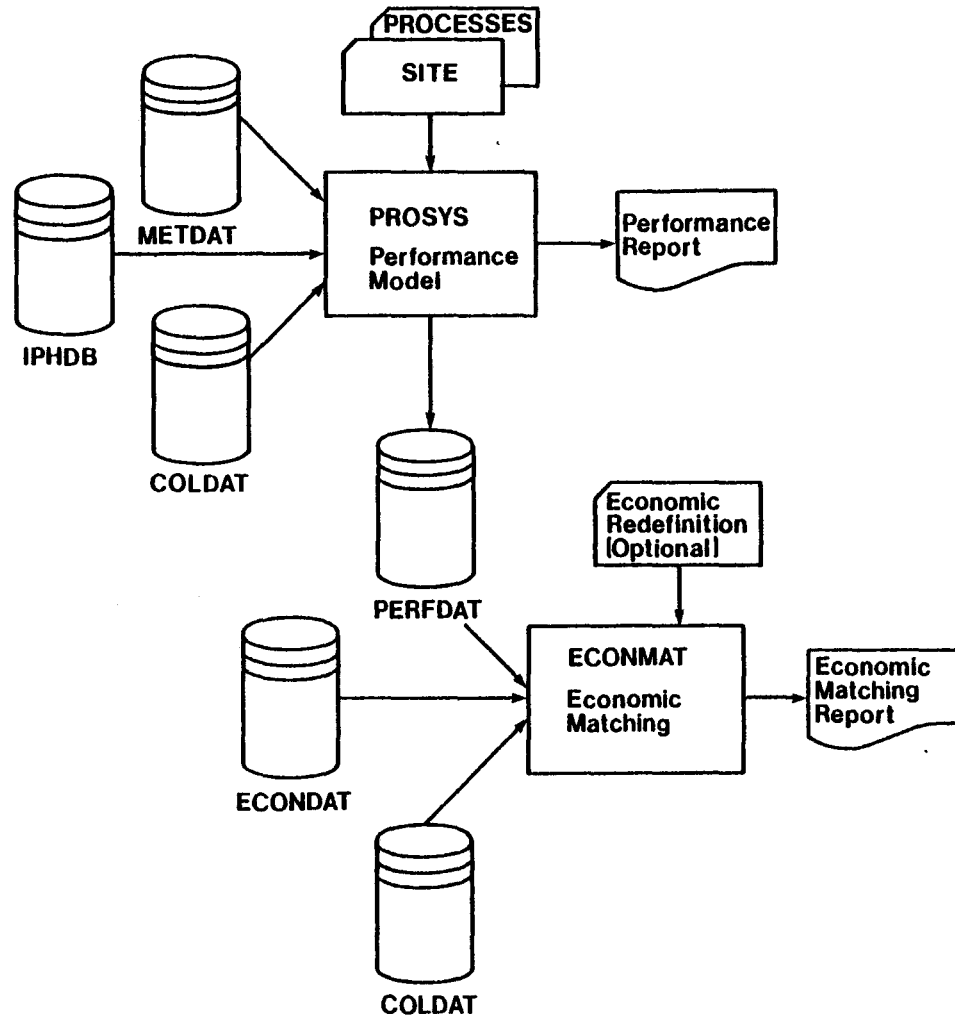 PROCESSES
SITE
METDAT
IPHDB
COLDAT
PROSYS
Performance
Model
Performance
Report
PERFDAT
Economic
Redefinition
(Optional)
ECONDAT
COLDAT
ECONMAT
Economic
Matching
Economic
Matching
Report